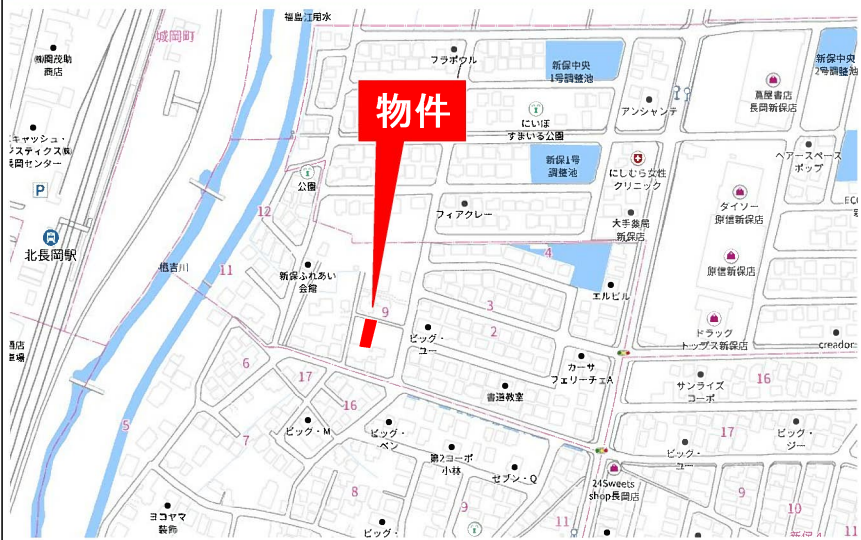 福島江用水
城岡町
㈱関茂助
商店
フラボウル
新保中央
1号調整池
新保中央
2号調整池
蔦屋書店
長岡新保店
物件
アンシャンテ
にいぼ
すまいる公園
キャッシュ・
ジスティクス㈱
長岡センター
新保1号
調整池
にしむら女性
クリニック
ヘアースペース
ポップ
公園
P
ダイソー
原信新保店
フィアクレー
12
大手薬局
新保店
北長岡駅
栖吉川
11
新保ふれあい
会館
4
原信新保店
エルビル
3
9
2
ビッグ・
ユー
ドラッグ
トップス新保店
creador
6
17
カーサ
フェリーチェA
サンライズ
コーポ
16
書道教室
16
5
7
ビッグ・M
ビッグ・
ペン
17
ビッグ・
ジー
ビッグ・
ユー
第2コーポ
小林
セブン・Q
24Sweets
shop長岡店
8
9
9
10
ヨコヤマ
装飾
ビッグ・
11
11